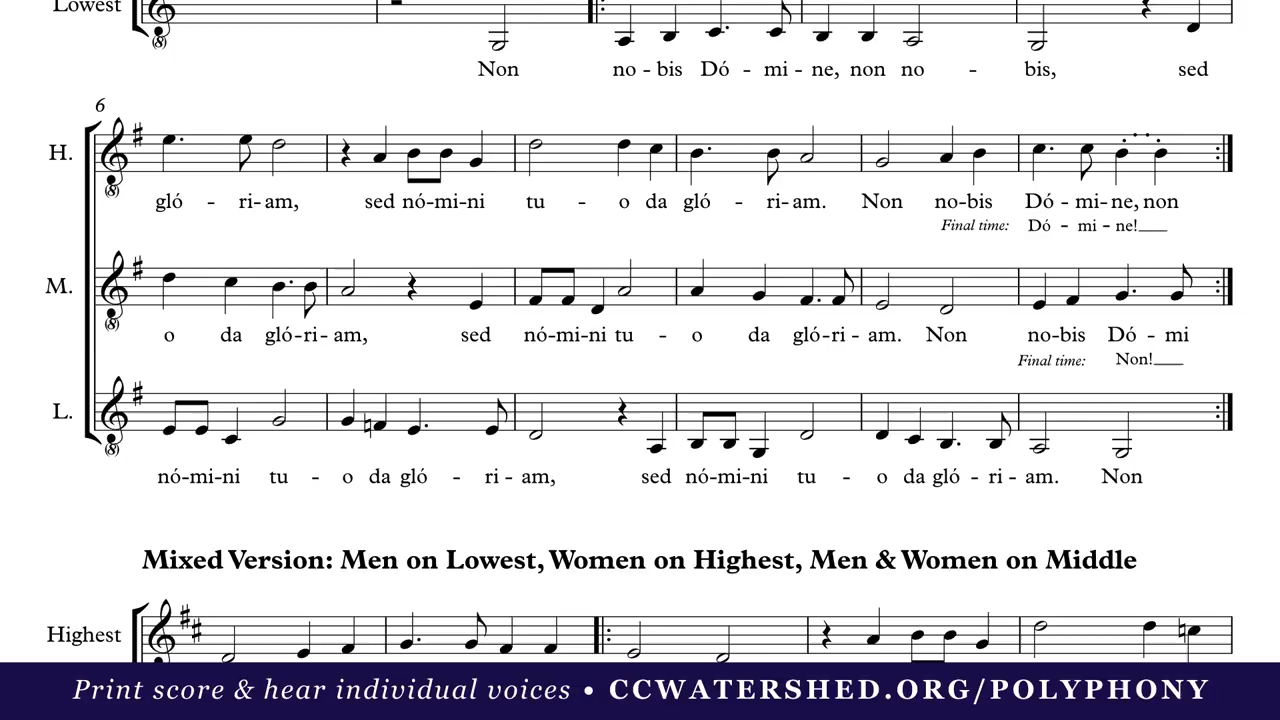 Lowest
Non no - bis Dó - mi - ne, non no - bis, sed
6
H.
gló - ri - am, sed nó - mi - ni tu - o da gló - ri - am. Non no - bis Dó - mi - ne, non
Final time: Dó - mi - ne!
M.
o da gló - ri - am, sed nó - mi - ni tu - o da gló - ri - am. Non no - bis Dó - mi
Final time: Non!
L.
nó - mi - ni tu - o da gló - ri - am, sed nó - mi - ni tu - o da gló - ri - am. Non
Mixed Version: Men on Lowest, Women on Highest, Men & Women on Middle
Highest
Print score & hear individual voices • CCWATERSHED.ORG/POLYPHONY